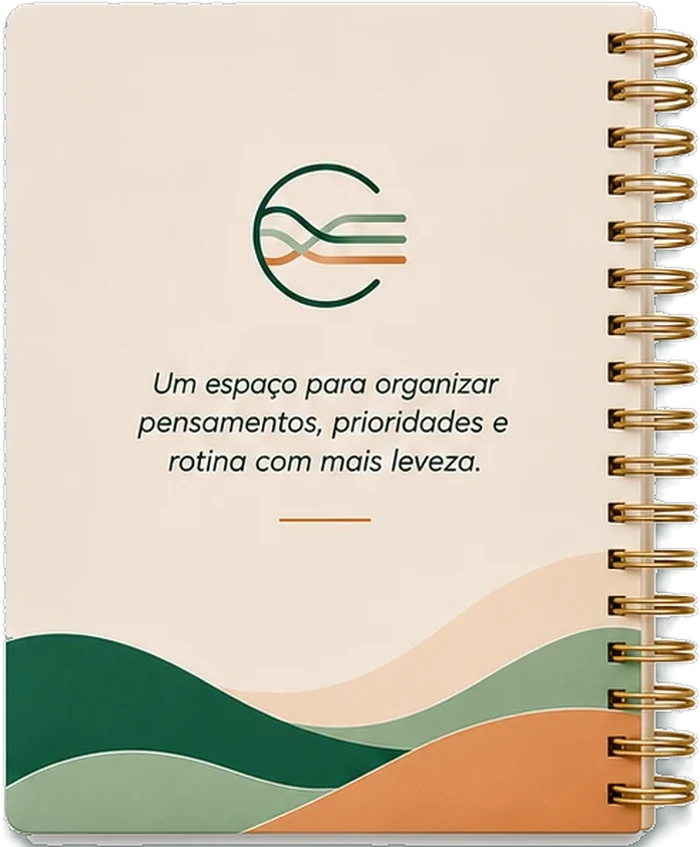 Um espaço para organizar
pensamentos, prioridades e
rotina com mais leveza.